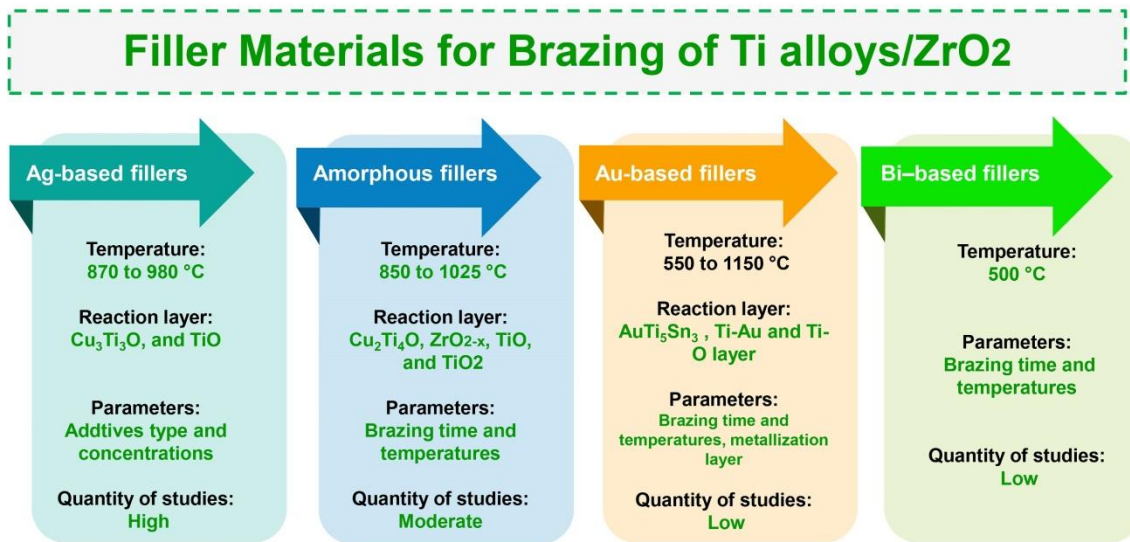 Filler Materials for Brazing of Ti alloys/ZrO2
Ag-based fillers
Temperature:
870 to 980 °C
Reaction layer:
Cu₃Ti₃O, and TiO
Parameters:
Addtives type and
concentrations
Quantity of studies:
High
Amorphous fillers
Temperature:
850 to 1025 °C
Reaction layer:
Cu₂Ti₄O, ZrO₂₋ₓ, TiO,
and TiO2
Parameters:
Brazing time and
temperatures
Quantity of studies:
Moderate
Au-based fillers
Temperature:
550 to 1150 °C
Reaction layer:
AuTi₅Sn₃ , Ti-Au and Ti-
O layer
Parameters:
Brazing time and
temperatures, metallization
layer
Quantity of studies:
Low
Bi–based fillers
Temperature:
500 °C
Parameters:
Brazing time and
temperatures
Quantity of studies:
Low